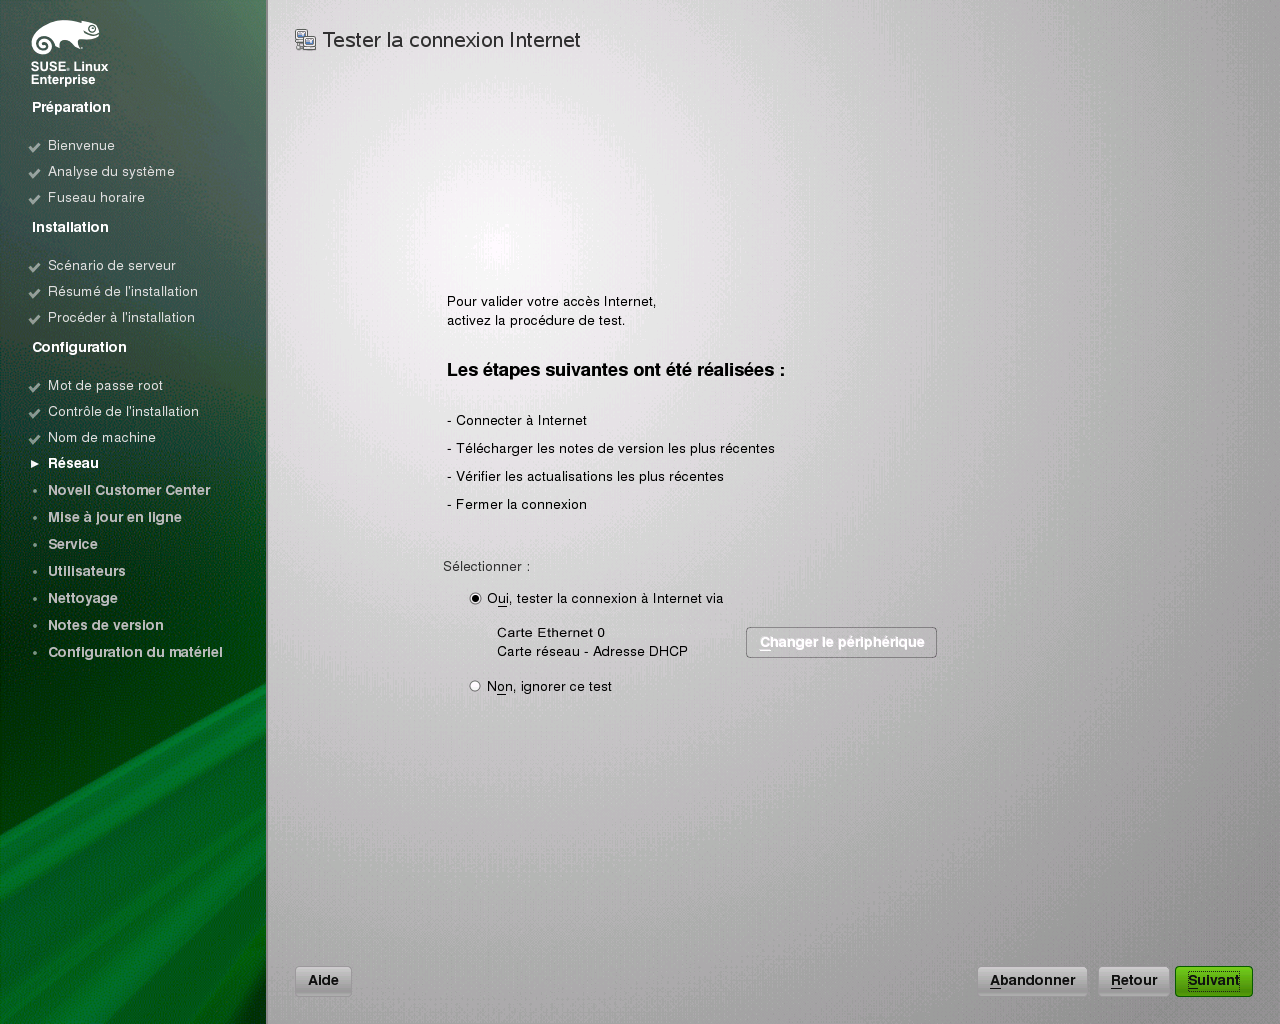 SUSE® Linux
Enterprise
Préparation
Bienvenue
Analyse du système
Fuseau horaire
Installation
Scénario de serveur
Résumé de l'installation
Procéder à l'installation
Configuration
Mot de passe root
Contrôle de l'installation
Nom de machine
Réseau
Novell Customer Center
Mise à jour en ligne
Service
Utilisateurs
Nettoyage
Notes de version
Configuration du matériel
Tester la connexion Internet
Pour valider votre accès Internet,
activez la procédure de test.
Les étapes suivantes ont été réalisées :
- Connecter à Internet
- Télécharger les notes de version les plus récentes
- Vérifier les actualisations les plus récentes
- Fermer la connexion
Sélectionner :
Oui, tester la connexion à Internet via
Carte Ethernet 0
Carte réseau - Adresse DHCP
Changer le périphérique
Non, ignorer ce test
Aide
Abandonner
Retour
Suivant